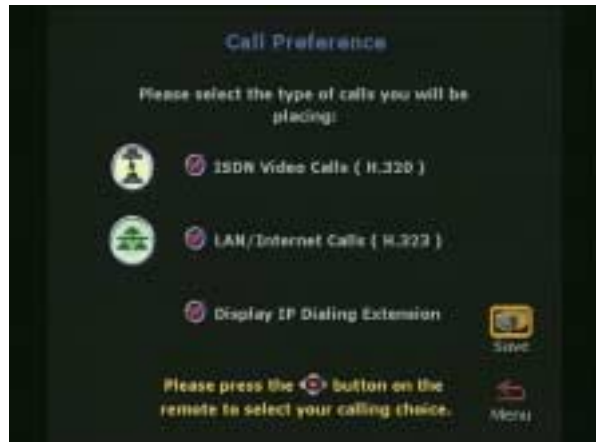 Call Preference
Please select the type of calls you will be
placing:
ISDN Video Calls ( H.320 )
LAN/Internet Calls ( H.323 )
Display IP Dialing Extension
Save
Please press the button on the
remote to select your calling choice.
Menu